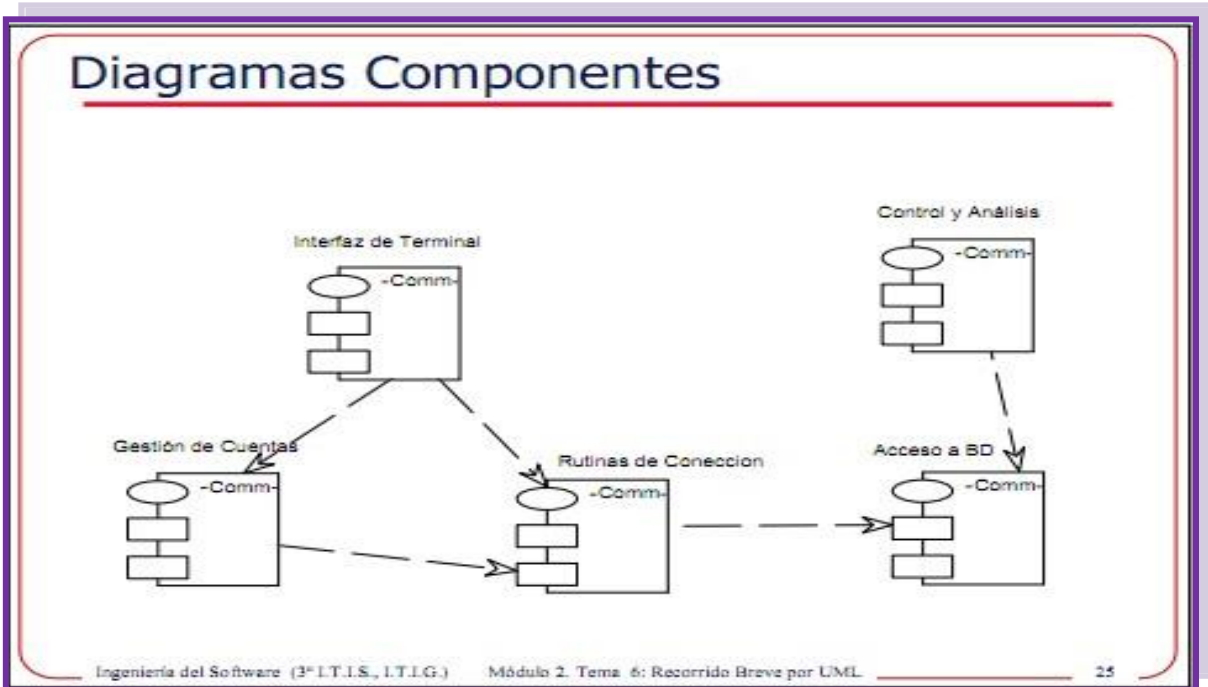 Diagramas Componentes
Control y Análisis
-Comm-
Interfaz de Terminal
-Comm-
Gestión de Cuentas
-Comm-
Rutinas de Coneccion
-Comm-
Acceso a BD
-Comm-
Ingeniería del Software (3º I.T.I.S., I.T.I.G.) Módulo 2. Tema 6: Recorrido Breve por UML 25